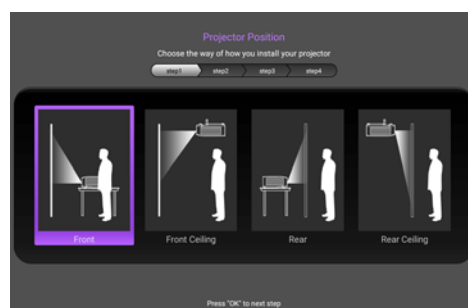 Projector Position
Choose the way of how you install your projector
step1 step2 step3 step4
Front Front Ceiling Rear Rear Ceiling
Press "OK" to next step